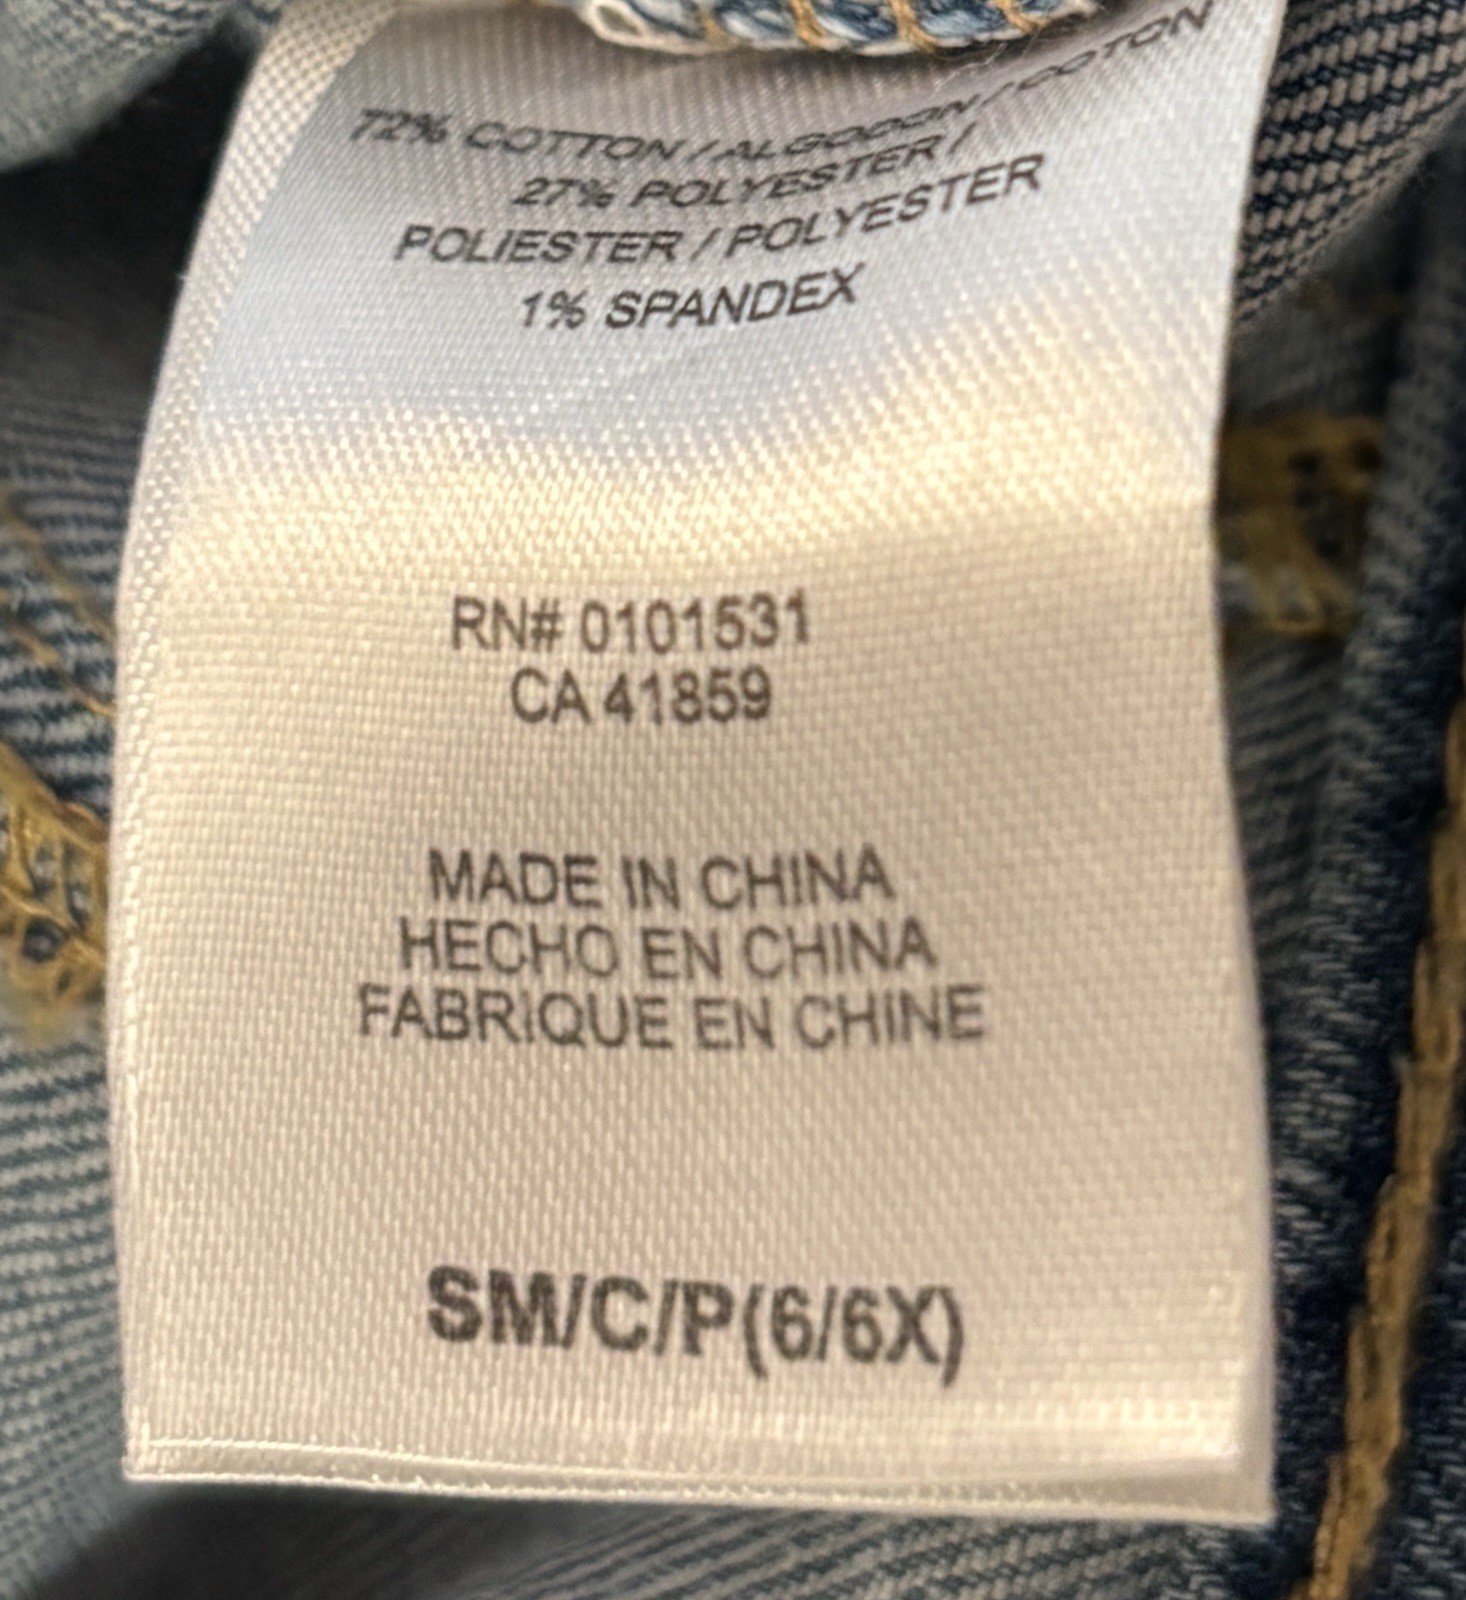 72% COTTON / ALGODON / COTON
27% POLYESTER /
POLIESTER / POLYESTER
1% SPANDEX
RN# 0101531
CA 41859
MADE IN CHINA
HECHO EN CHINA
FABRIQUE EN CHINE
SM/C/P(6/6X)